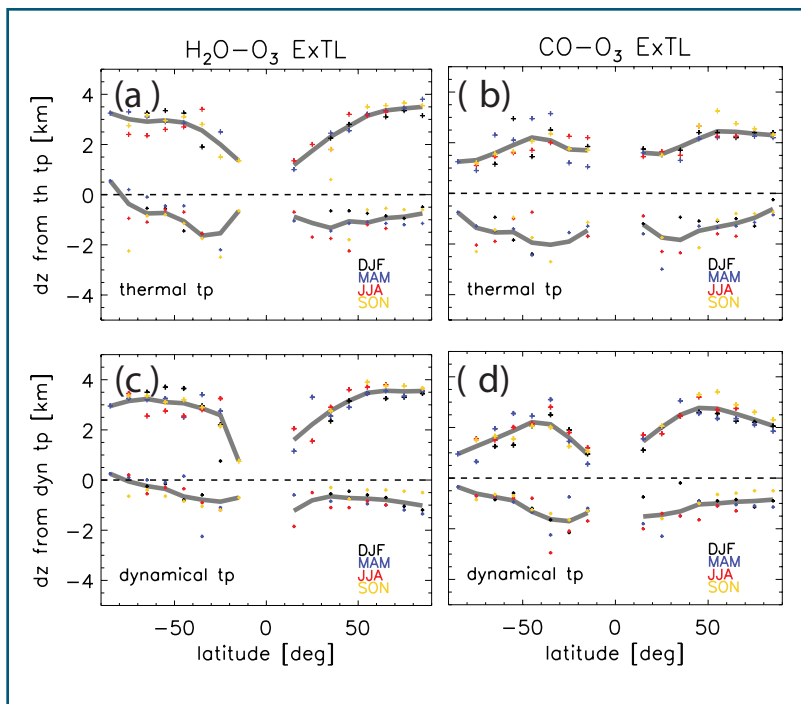 H₂O−O₃ ExTL
CO−O₃ ExTL
(a)
(b)
dz from th tp [km]
4
2
0
−2
−4
thermal tp
DJF
MAM
JJA
SON
thermal tp
DJF
MAM
JJA
SON
(c)
(d)
dz from dyn tp [km]
4
2
0
−2
−4
dynamical tp
DJF
MAM
JJA
SON
dynamical tp
DJF
MAM
JJA
SON
−50
0
50
−50
0
50
latitude [deg]
latitude [deg]